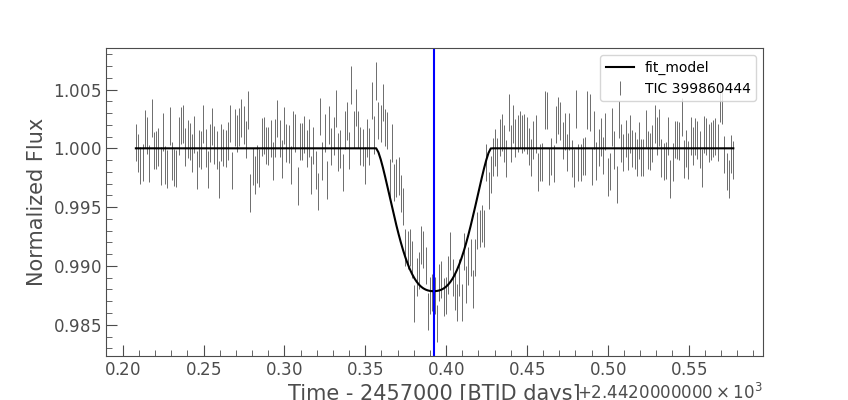 fit_model
TIC 399860444
1.005
1.000
0.995
0.990
0.985
Normalized Flux
0.20 0.25 0.30 0.35 0.40 0.45 0.50 0.55
Time - 2457000 [BTJD days]
+2.4420000000 × 10³